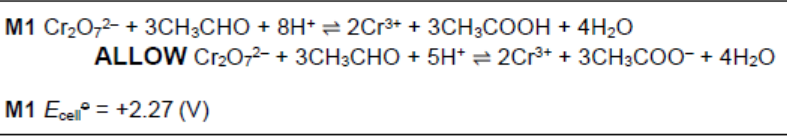 M1 Cr₂O₇²⁻ + 3CH₃CHO + 8H⁺ ⇌ 2Cr³⁺ + 3CH₃COOH + 4H₂O
ALLOW Cr₂O₇²⁻ + 3CH₃CHO + 5H⁺ ⇌ 2Cr³⁺ + 3CH₃COO⁻ + 4H₂O
M1 E꜀ₑₗₗ⦵ = +2.27 (V)